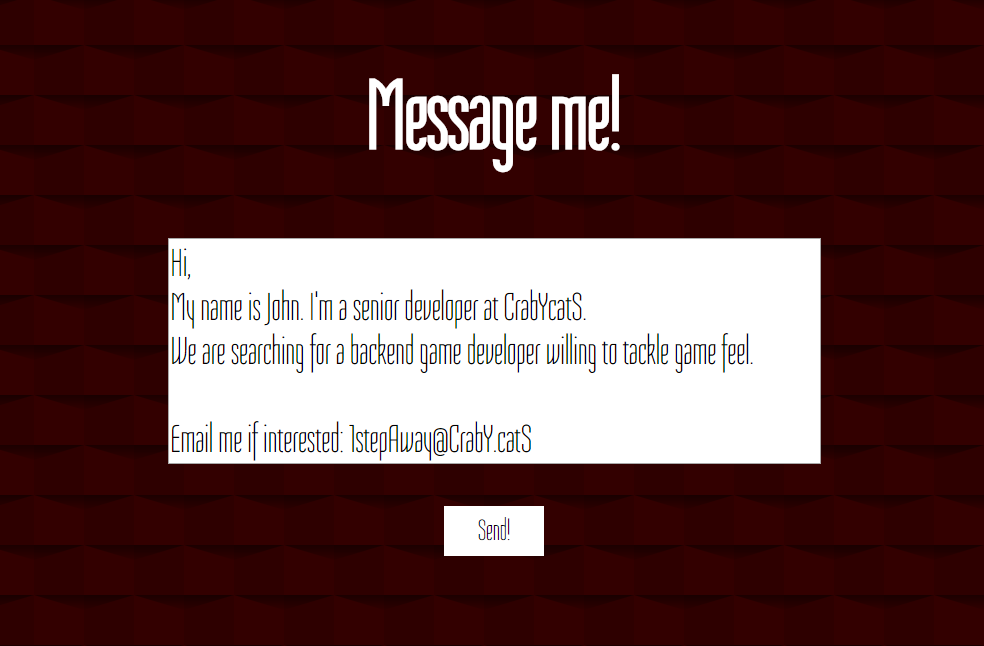 Message me!
Hi,
My name is John. I'm a senior developer at CrabYcatS.
We are searching for a backend game developer willing to tackle game feel.
Email me if interested: 1stepAway@CrabY.catS
Send!